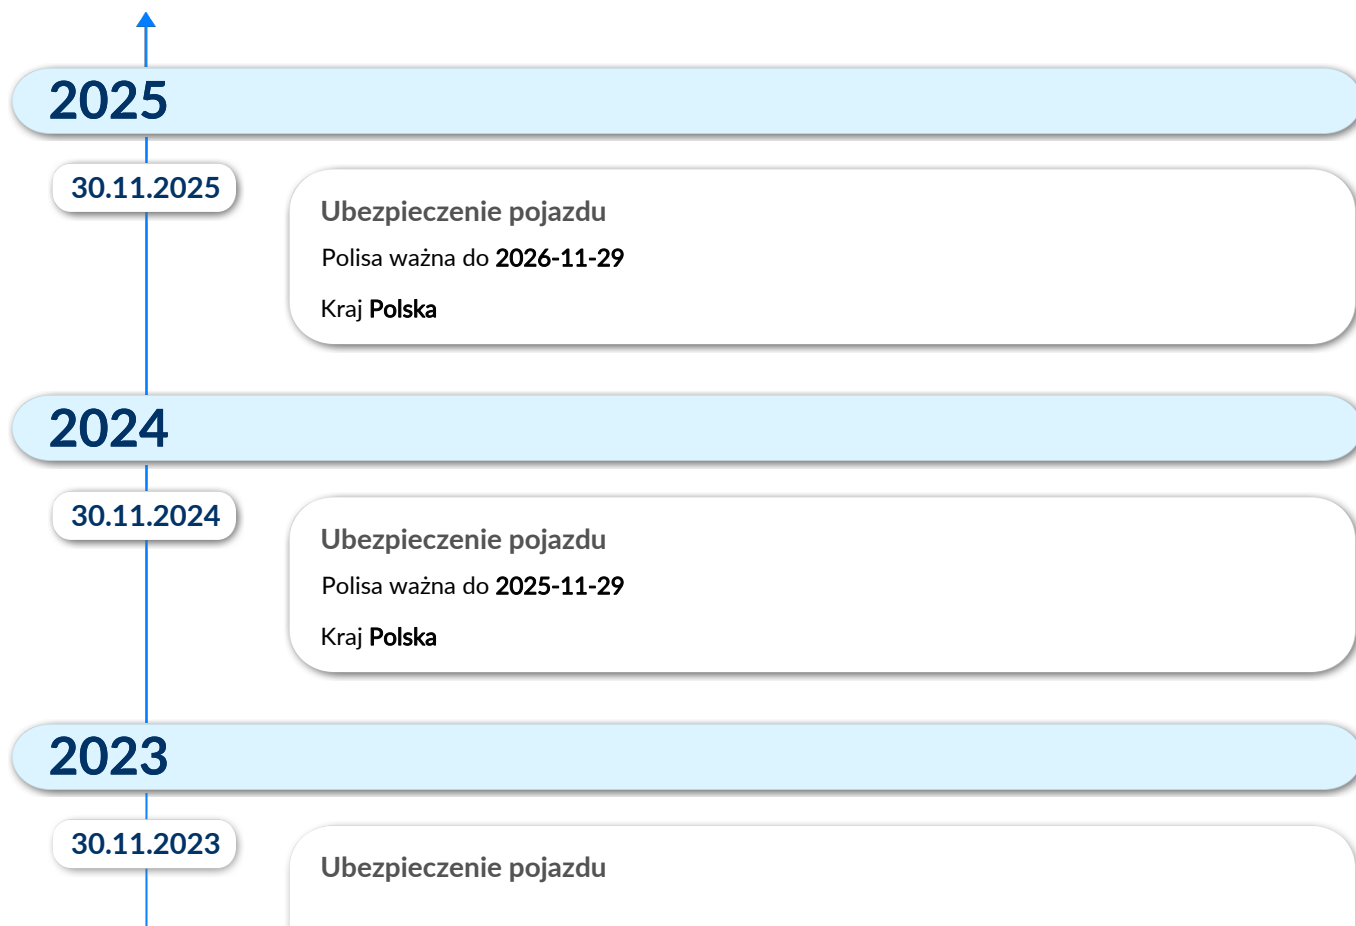 2025
30.11.2025
Ubezpieczenie pojazdu
Polisa ważna do 2026-11-29
Kraj Polska
2024
30.11.2024
Ubezpieczenie pojazdu
Polisa ważna do 2025-11-29
Kraj Polska
2023
30.11.2023
Ubezpieczenie pojazdu